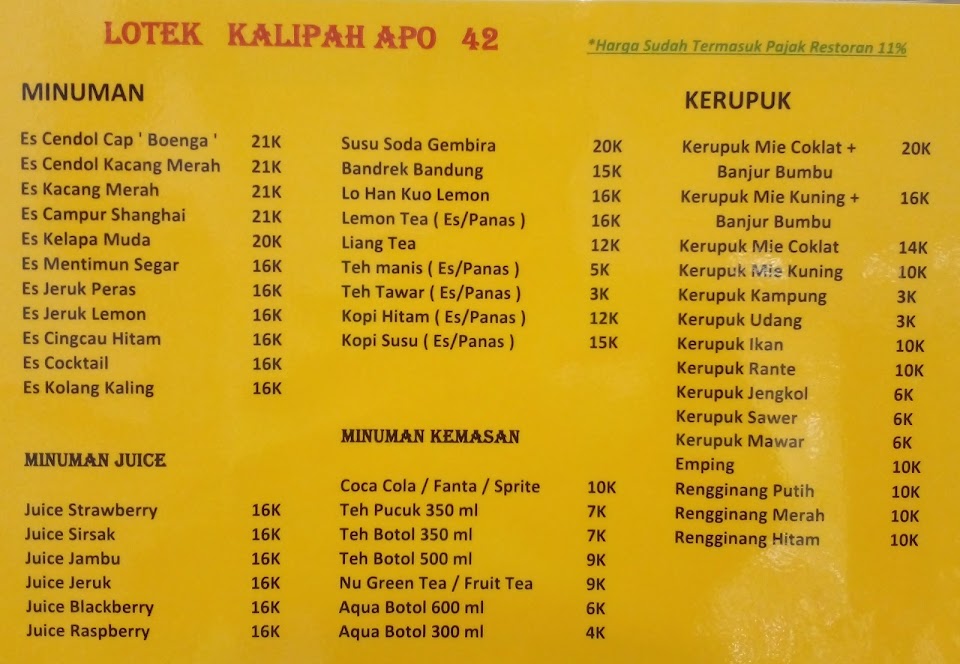 LOTEK KALIPAH APO 42
*Harga Sudah Termasuk Pajak Restoran 11%
MINUMAN
Es Cendol Cap ' Boenga ' 21K
Es Cendol Kacang Merah 21K
Es Kacang Merah 21K
Es Campur Shanghai 21K
Es Kelapa Muda 20K
Es Mentimun Segar 16K
Es Jeruk Peras 16K
Es Jeruk Lemon 16K
Es Cingcau Hitam 16K
Es Cocktail 16K
Es Kolang Kaling 16K
MINUMAN JUICE
Juice Strawberry 16K
Juice Sirsak 16K
Juice Jambu 16K
Juice Jeruk 16K
Juice Blackberry 16K
Juice Raspberry 16K
Susu Soda Gembira 20K
Bandrek Bandung 15K
Lo Han Kuo Lemon 16K
Lemon Tea ( Es/Panas ) 16K
Liang Tea 12K
Teh manis ( Es/Panas ) 5K
Teh Tawar ( Es/Panas ) 3K
Kopi Hitam ( Es/Panas ) 12K
Kopi Susu ( Es/Panas ) 15K
MINUMAN KEMASAN
Coca Cola / Fanta / Sprite 10K
Teh Pucuk 350 ml 7K
Teh Botol 350 ml 7K
Teh Botol 500 ml 9K
Nu Green Tea / Fruit Tea 9K
Aqua Botol 600 ml 6K
Aqua Botol 300 ml 4K
KERUPUK
Kerupuk Mie Coklat + 20K
Banjur Bumbu
Kerupuk Mie Kuning + 16K
Banjur Bumbu
Kerupuk Mie Coklat 14K
Kerupuk Mie Kuning 10K
Kerupuk Kampung 3K
Kerupuk Udang 3K
Kerupuk Ikan 10K
Kerupuk Rante 10K
Kerupuk Jengkol 6K
Kerupuk Sawer 6K
Kerupuk Mawar 6K
Emping 10K
Rengginang Putih 10K
Rengginang Merah 10K
Rengginang Hitam 10K